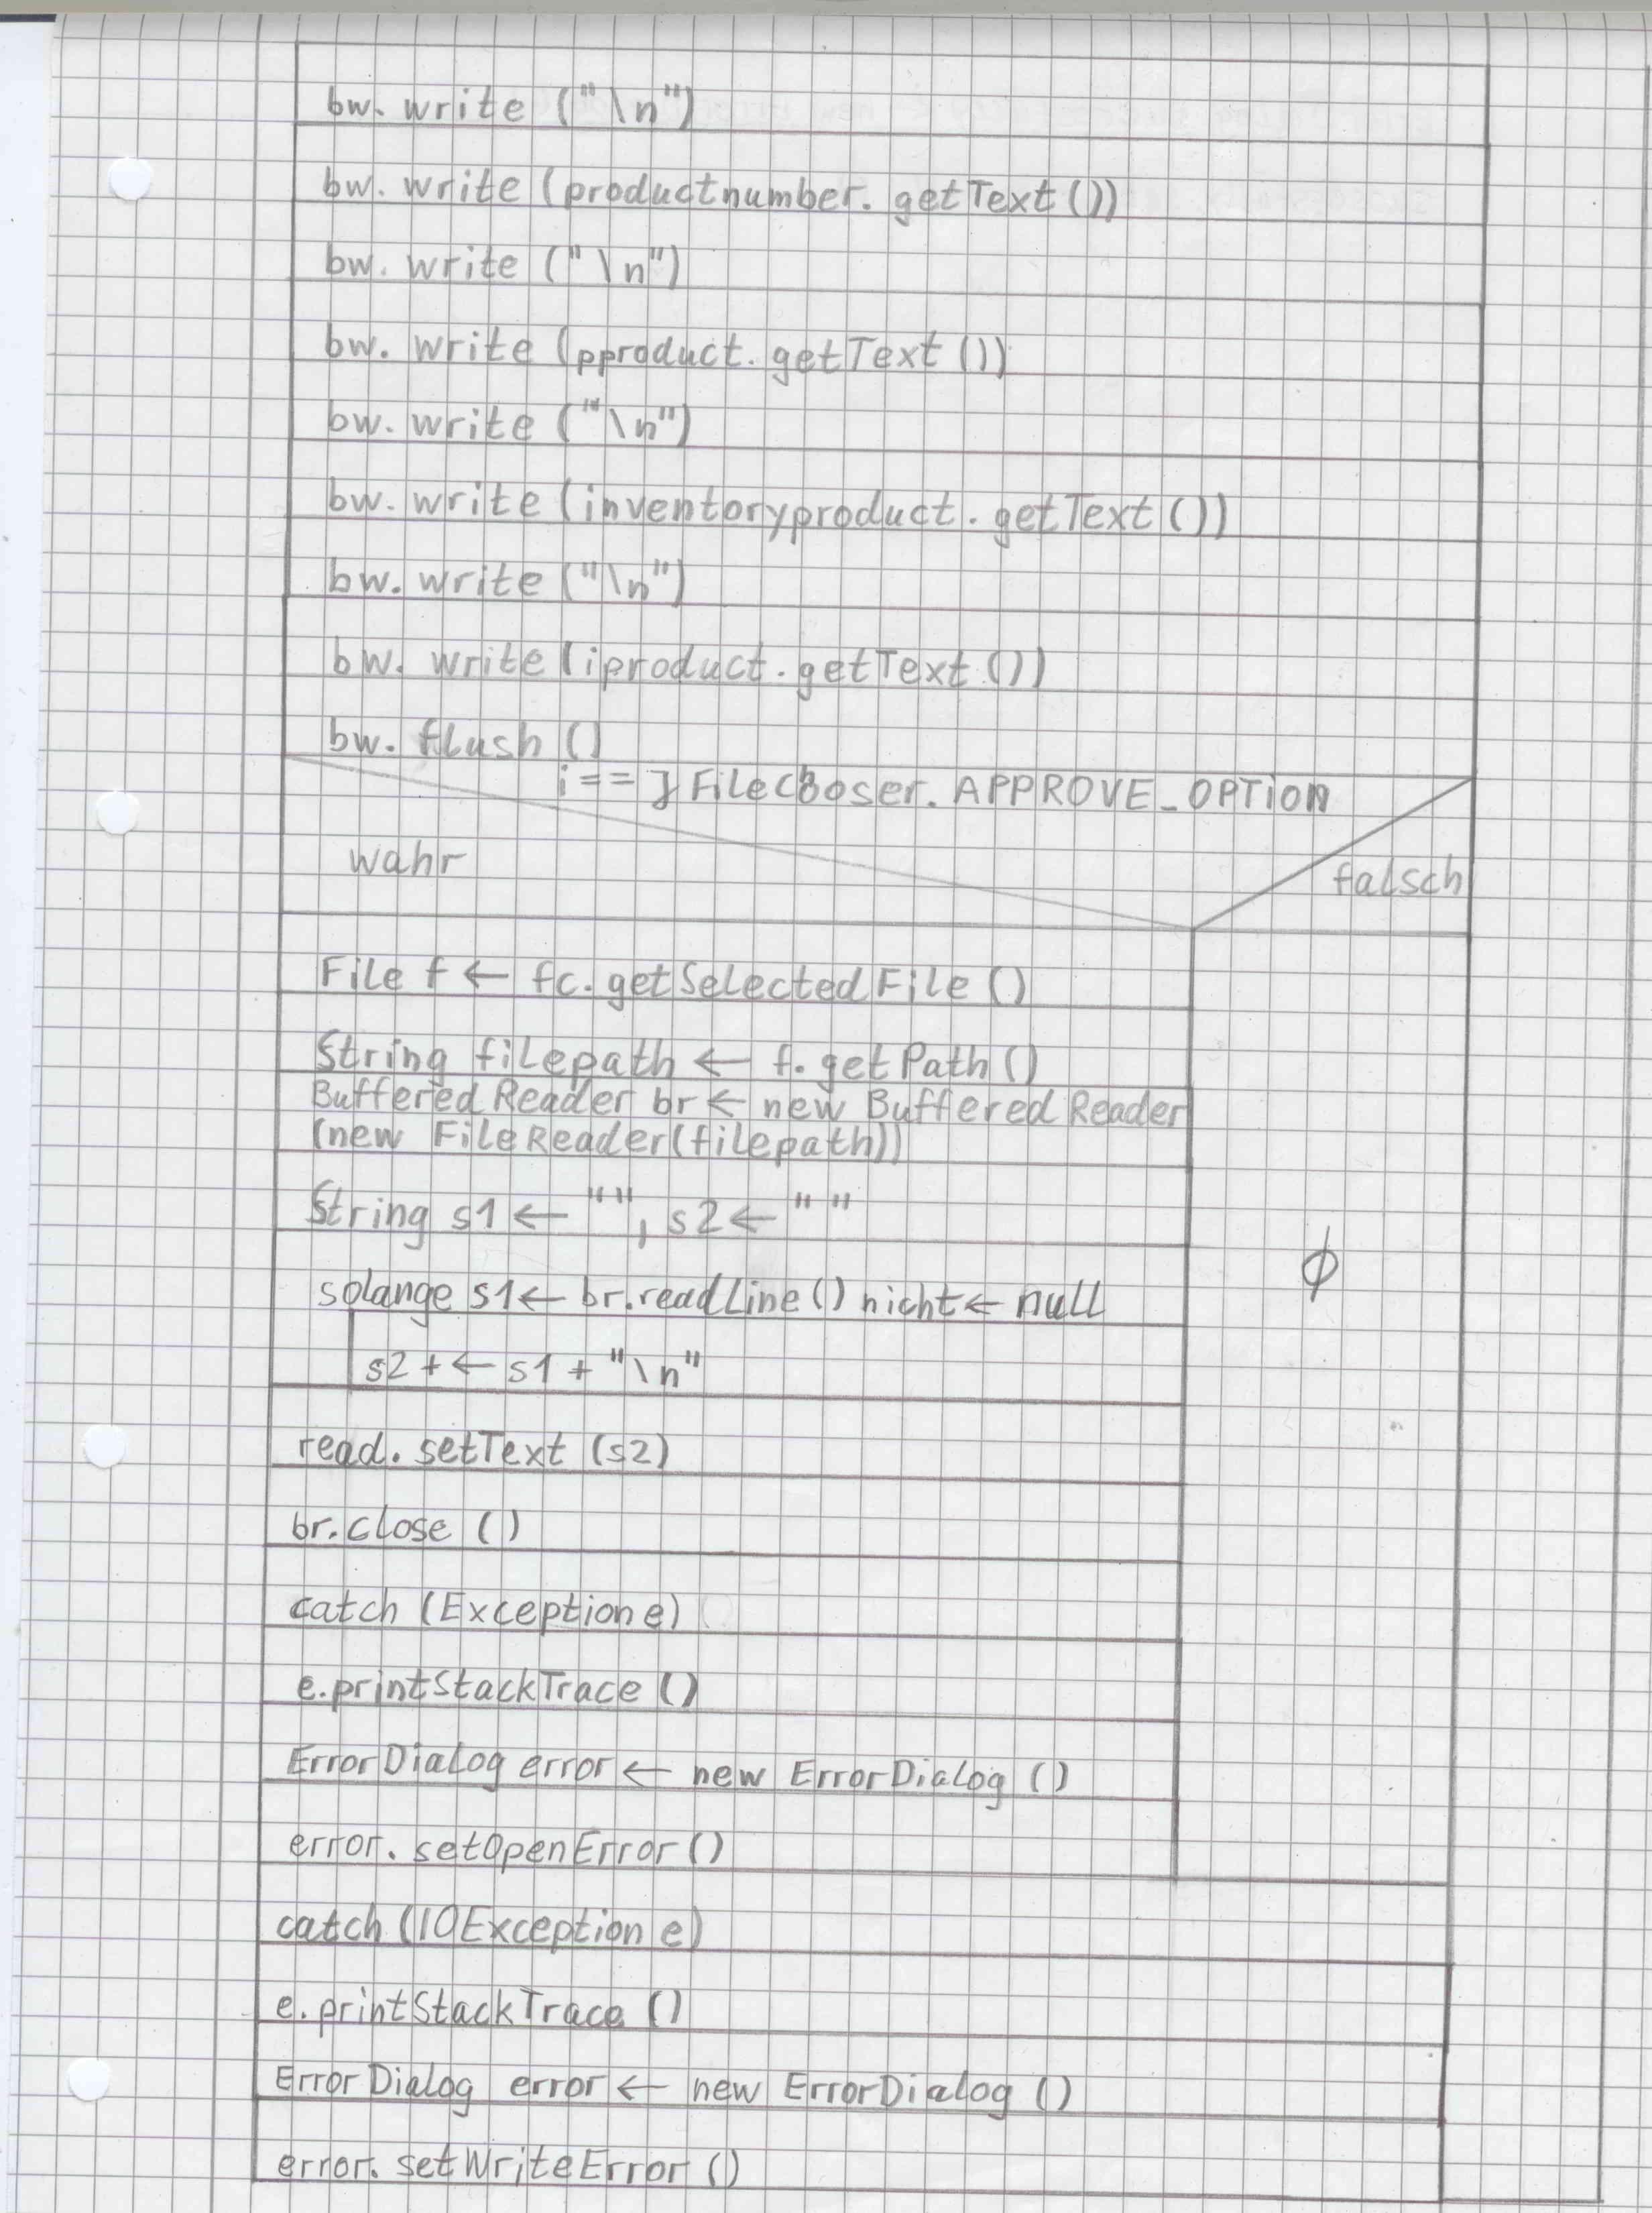 bw. write ("\n")
bw. write (productnumber. getText ())
bw. write ("\n")
bw. write (pproduct. getText ())
bw. write ("\n")
bw. write (inventoryproduct. getText ())
bw. write ("\n")
bw. write (iproduct. getText ())
bw. flush ()
i == JFileChooser. APPROVE_OPTION
wahr
falsch
File f ← fc. getSelectedFile ()
String filepath ← f. getPath ()
BufferedReader br ← new BufferedReader
(new FileReader(filepath))
String s1 ← "", s2 ← ""
solange s1 ← br.readLine () nicht ← null
ϕ
s2 + ← s1 + "\n"
read. setText (s2)
br.close ()
catch (Exception e)
e.printStackTrace ()
ErrorDialog error ← new ErrorDialog ()
error. setOpenError ()
catch (IOException e)
e.printStackTrace ()
ErrorDialog error ← new ErrorDialog ()
error. setWriteError ()